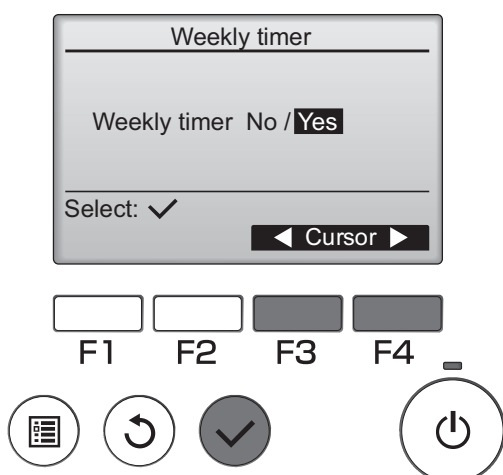 Weekly timer
Weekly timer No / Yes
Select: ✓
◀ Cursor ▶
F1 F2 F3 F4